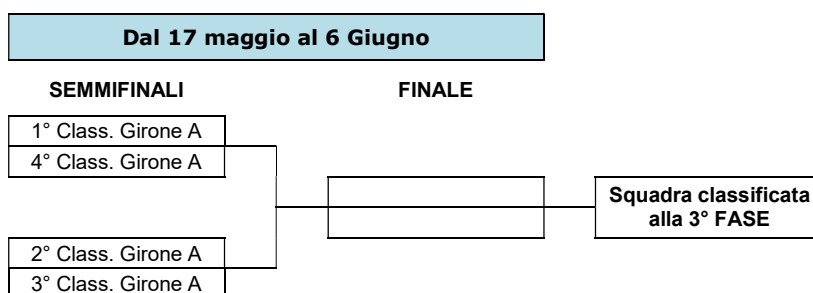 Dal 17 maggio al 6 Giugno
SEMMIFINALI
FINALE
1° Class. Girone A
4° Class. Girone A
Squadra classificata
alla 3° FASE
2° Class. Girone A
3° Class. Girone A